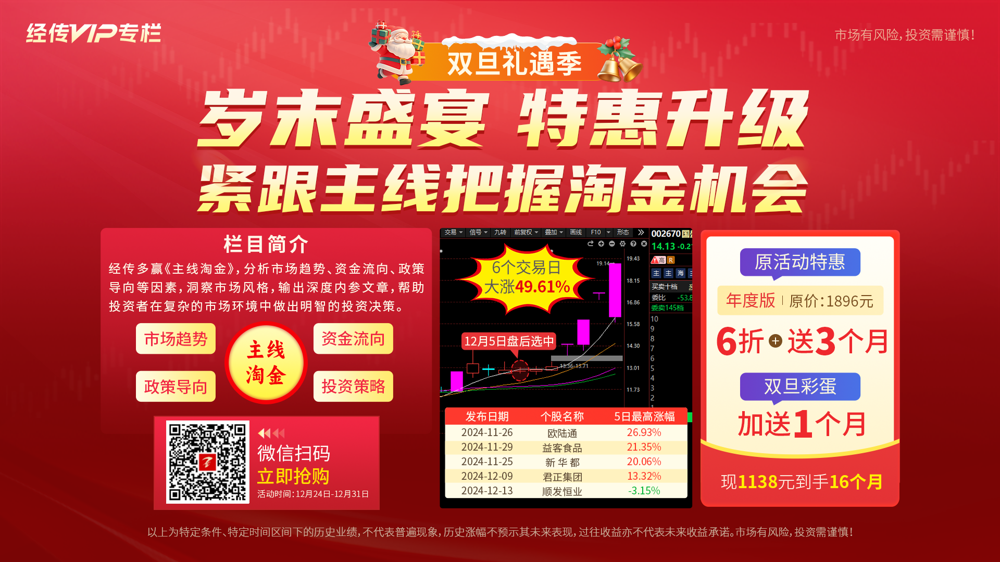 经传VIP专栏
市场有风险，投资需谨慎！
双旦礼遇季
岁末盛宴 特惠升级
紧跟主线把握淘金机会
栏目简介
经传多赢《主线淘金》，分析市场趋势、资金流向、政策
导向等因素，洞察市场风格，输出深度内参文章，帮助
投资者在复杂的市场环境中做出明智的投资决策。
市场趋势
资金流向
主线
淘金
政策导向
投资策略
微信扫码
立即抢购
活动时间：12月24日-12月31日
交易 信号 九转 前复权 叠加 画线 F10 形态
002670
14.13
高 R
主 主 海
买卖十档
委比 -53.8
委卖145档
10
9
8
7
6
5
4
3
2
6个交易日
大涨49.61%
19.14
19.43
18.15
16.86
15.58
14.30
13.01
11.73
12月5日盘后选中
13.36-13.71
发布日期 个股名称 5日最高涨幅
2024-11-26 欧陆通 26.93%
2024-11-29 益客食品 21.35%
2024-11-25 新华都 20.06%
2024-12-09 君正集团 13.32%
2024-12-13 顺发恒业 -3.15%
原活动特惠
年度版 原价：1896元
6折+送3个月
双旦彩蛋
加送1个月
现1138元到手16个月
以上为特定条件、特定时间区间下的历史业绩，不代表普遍现象，历史涨幅不预示其未来表现，过往收益亦不代表未来收益承诺。市场有风险，投资需谨慎！